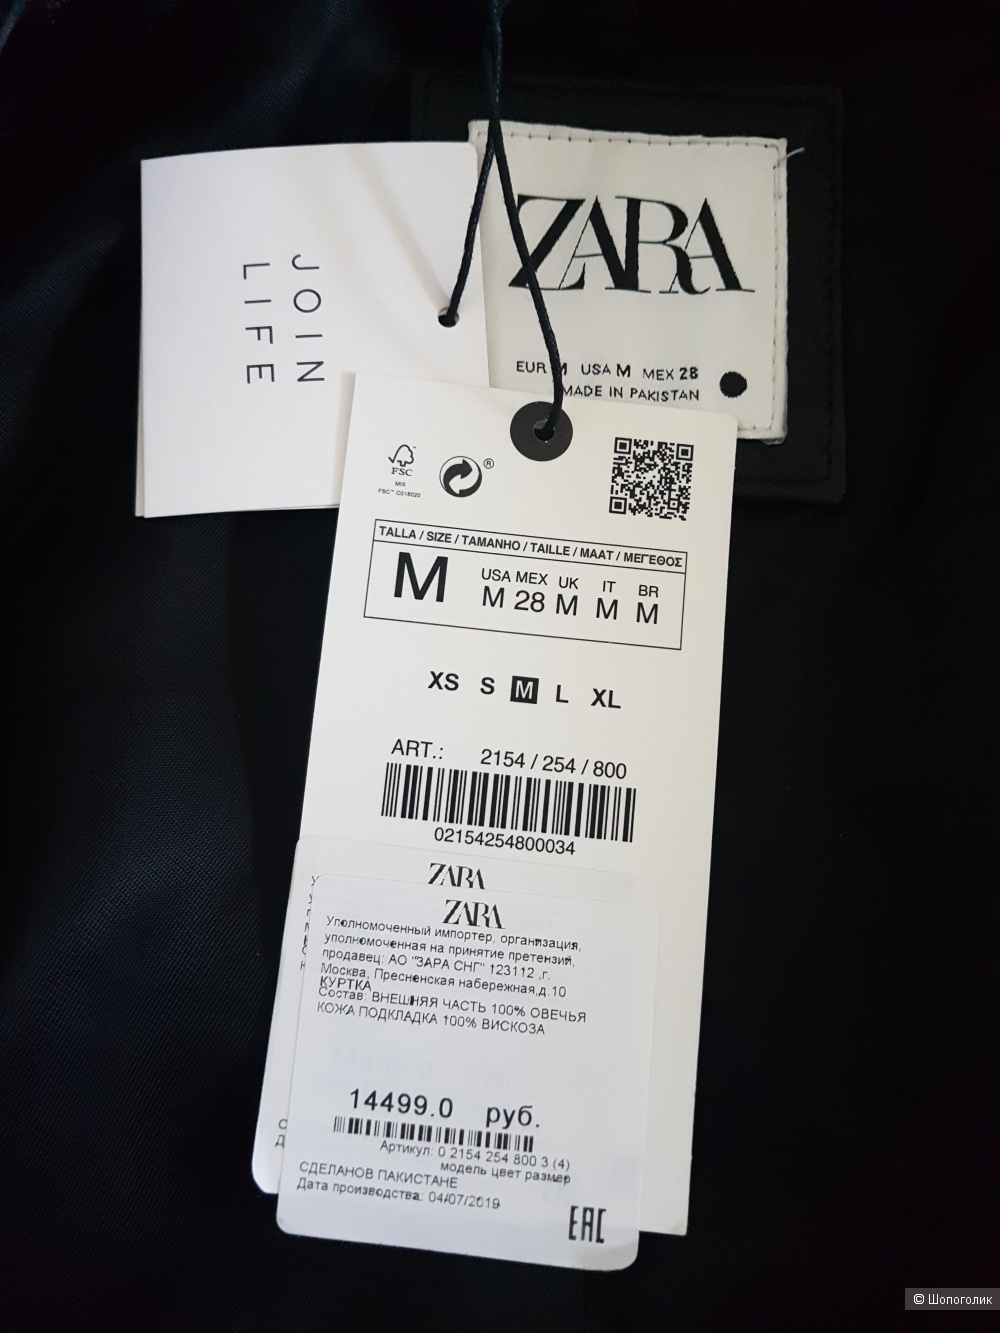 JOIN
LIFE
ZARA
EUR M USA M MEX 28
MADE IN PAKISTAN
FSC
MIX
FSC™ C018020
®
TALLA / SIZE / TAMANHO / TAILLE / MAAT / ΜΕΓΕΘΟΣ
USA MEX UK IT BR
M M 28 M M M
XS S M L XL
ART.: 2154 / 254 / 800
02154254800034
ZARA
ZARA
Уполномоченный импортер, организация,
уполномоченная на принятие претензий,
продавец: АО "ЗАРА СНГ" 123112 ,г.
Москва, Пресненская набережная,д.10
КУРТКА
Состав: ВНЕШНЯЯ ЧАСТЬ 100% ОВЕЧЬЯ
КОЖА ПОДКЛАДКА 100% ВИСКОЗА
14499.0 руб.
Артикул: 0 2154 254 800 3 (4)
модель цвет размер
СДЕЛАНОВ ПАКИСТАНЕ
Дата производства: 04/07/2019
EAC
© Шопоголик